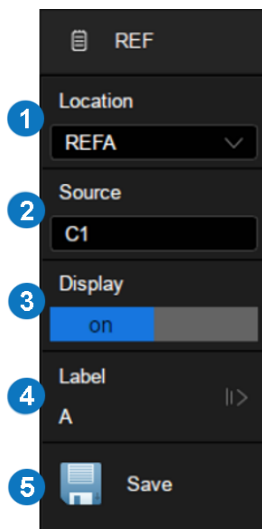 REF
1
Location
REFA
2
Source
C1
3
Display
on
4
Label
A
5
Save